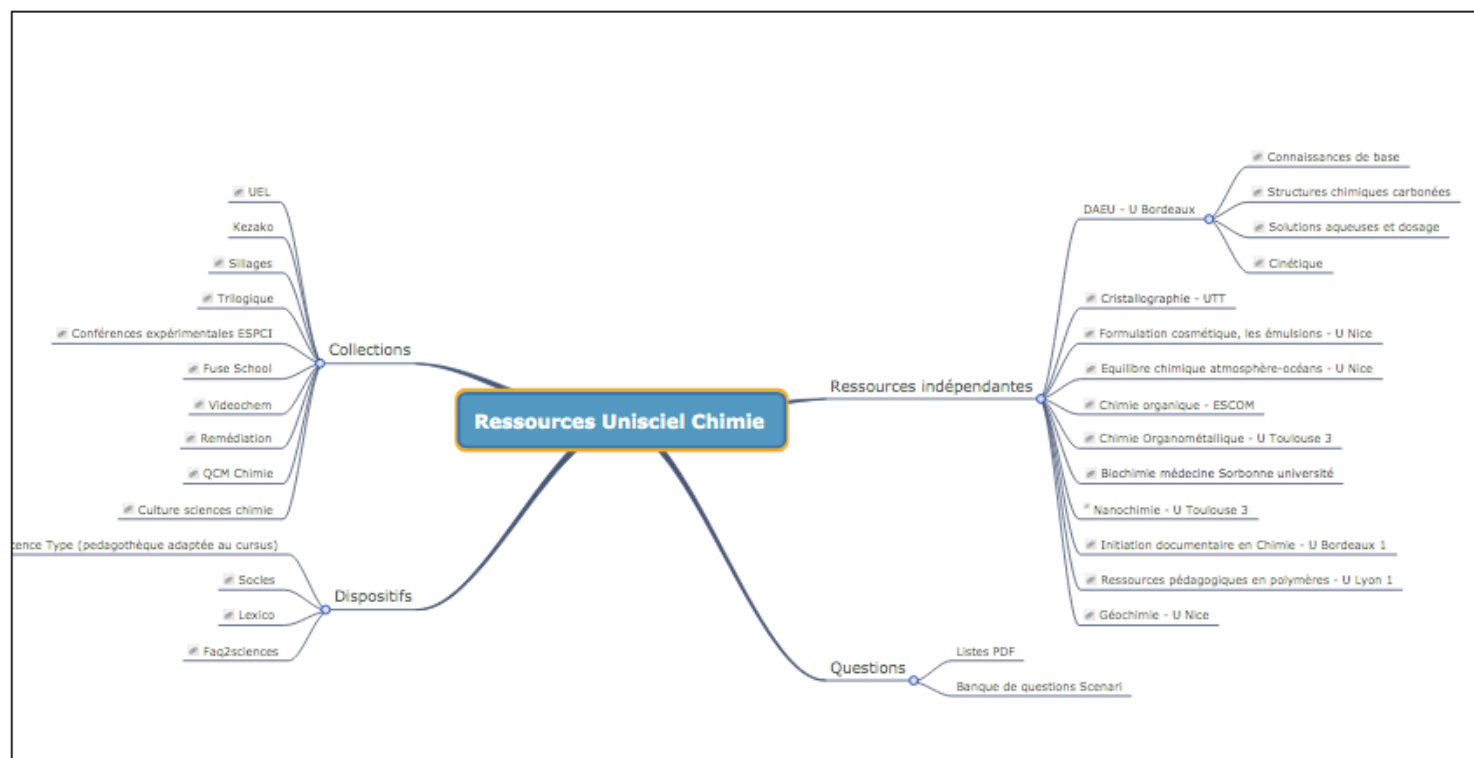 Ressources Unisciel Chimie
Collections
UEL
Kezako
Sillages
Trilogique
Conférences expérimentales ESPCI
Fuse School
Videochem
Remédiation
QCM Chimie
Culture sciences chimie
Dispositifs
Type (pedagothèque adaptée au cursus)
Socles
Lexico
Faq2sciences
Ressources indépendantes
DAEU - U Bordeaux
Connaissances de base
Structures chimiques carbonées
Solutions aqueuses et dosage
Cinétique
Cristallographie - UTT
Formulation cosmétique, les émulsions - U Nice
Equilibre chimique atmosphère-océans - U Nice
Chimie organique - ESCOM
Chimie Organométallique - U Toulouse 3
Biochimie médecine Sorbonne université
Nanochimie - U Toulouse 3
Initiation documentaire en Chimie - U Bordeaux 1
Ressources pédagogiques en polymères - U Lyon 1
Géochimie - U Nice
Questions
Listes PDF
Banque de questions Scenari